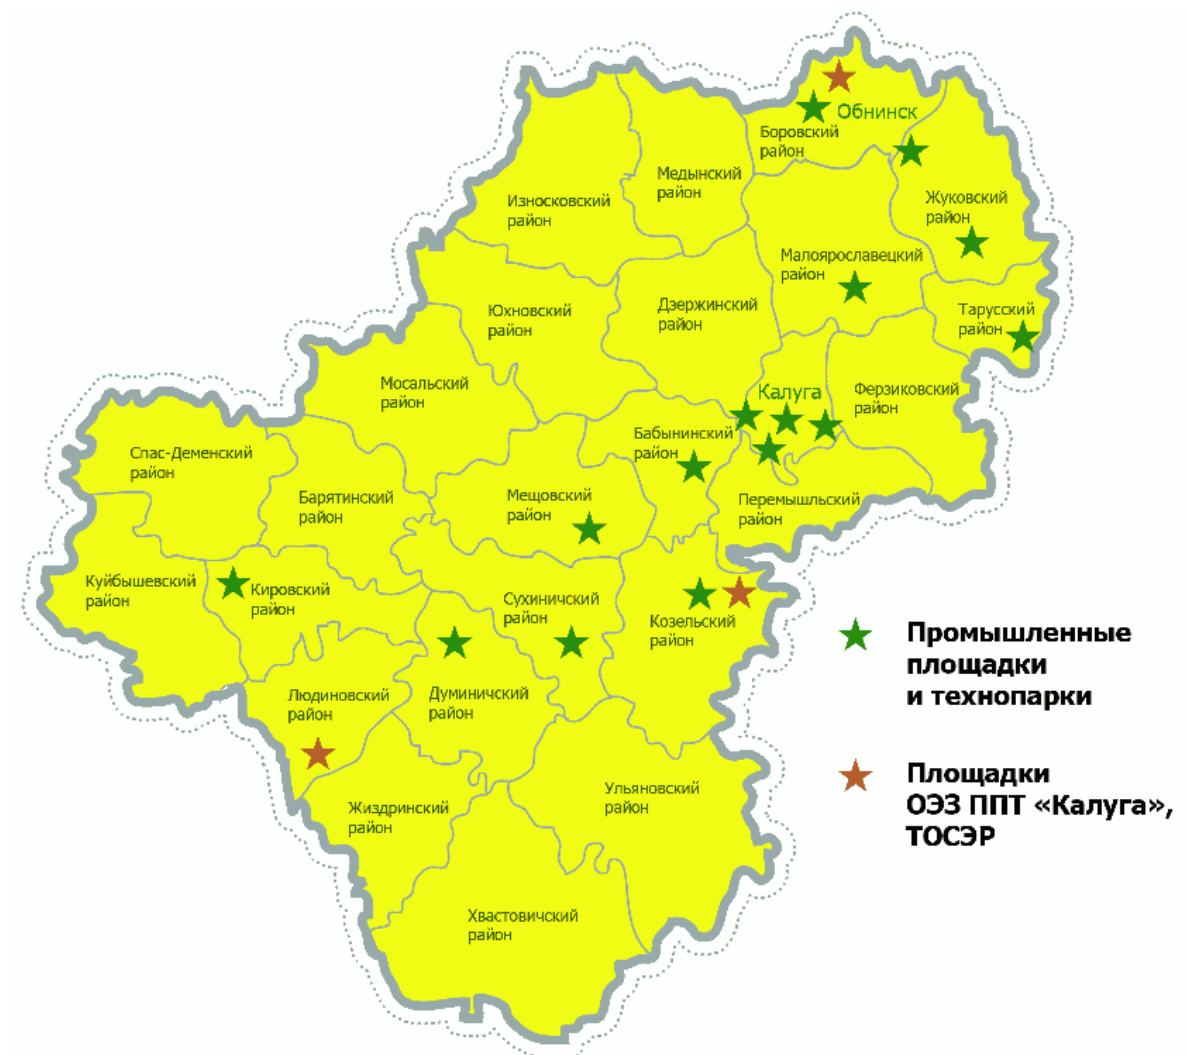 Обнинск
Боровский
район
Медынский
район
Износковский
район
Жуковский
район
Малоярославецкий
район
Юхновский
район
Дзержинский
район
Тарусский
район
Мосальский
район
Калуга
Ферзиковский
район
Спас-Деменский
район
Бабынинский
район
Барятинский
район
Мещовский
район
Перемышльский
район
Куйбышевский
район
Кировский
район
Сухиничский
район
Козельский
район
Людиновский
район
Думиничский
район
Жиздринский
район
Ульяновский
район
Хвастовичский
район
Промышленные
площадки
и технопарки
Площадки
ОЭЗ ППТ «Калуга»,
ТОСЭР